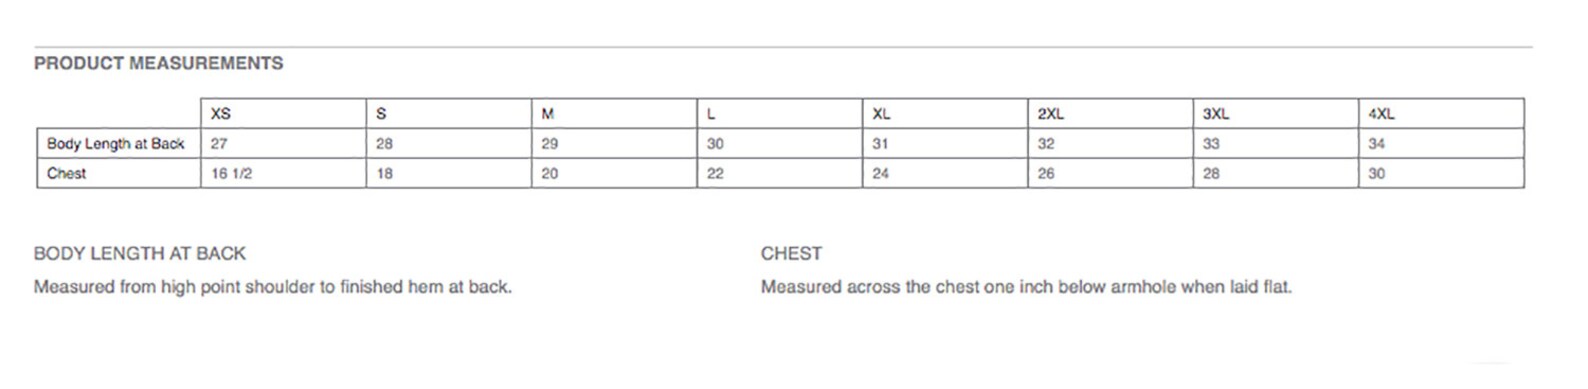 PRODUCT MEASUREMENTS
XS S M L XL 2XL 3XL 4XL
Body Length at Back 27 28 29 30 31 32 33 34
Chest 16 1/2 18 20 22 24 26 28 30
BODY LENGTH AT BACK
Measured from high point shoulder to finished hem at back.
CHEST
Measured across the chest one inch below armhole when laid flat.